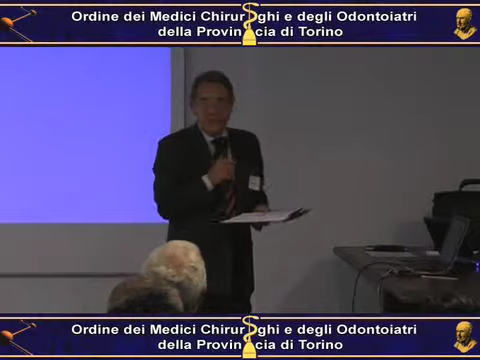 Ordine dei Medici Chirurghi e degli Odontoiatri
della Provincia di Torino
Ordine dei Medici Chirurghi e degli Odontoiatri
della Provincia di Torino